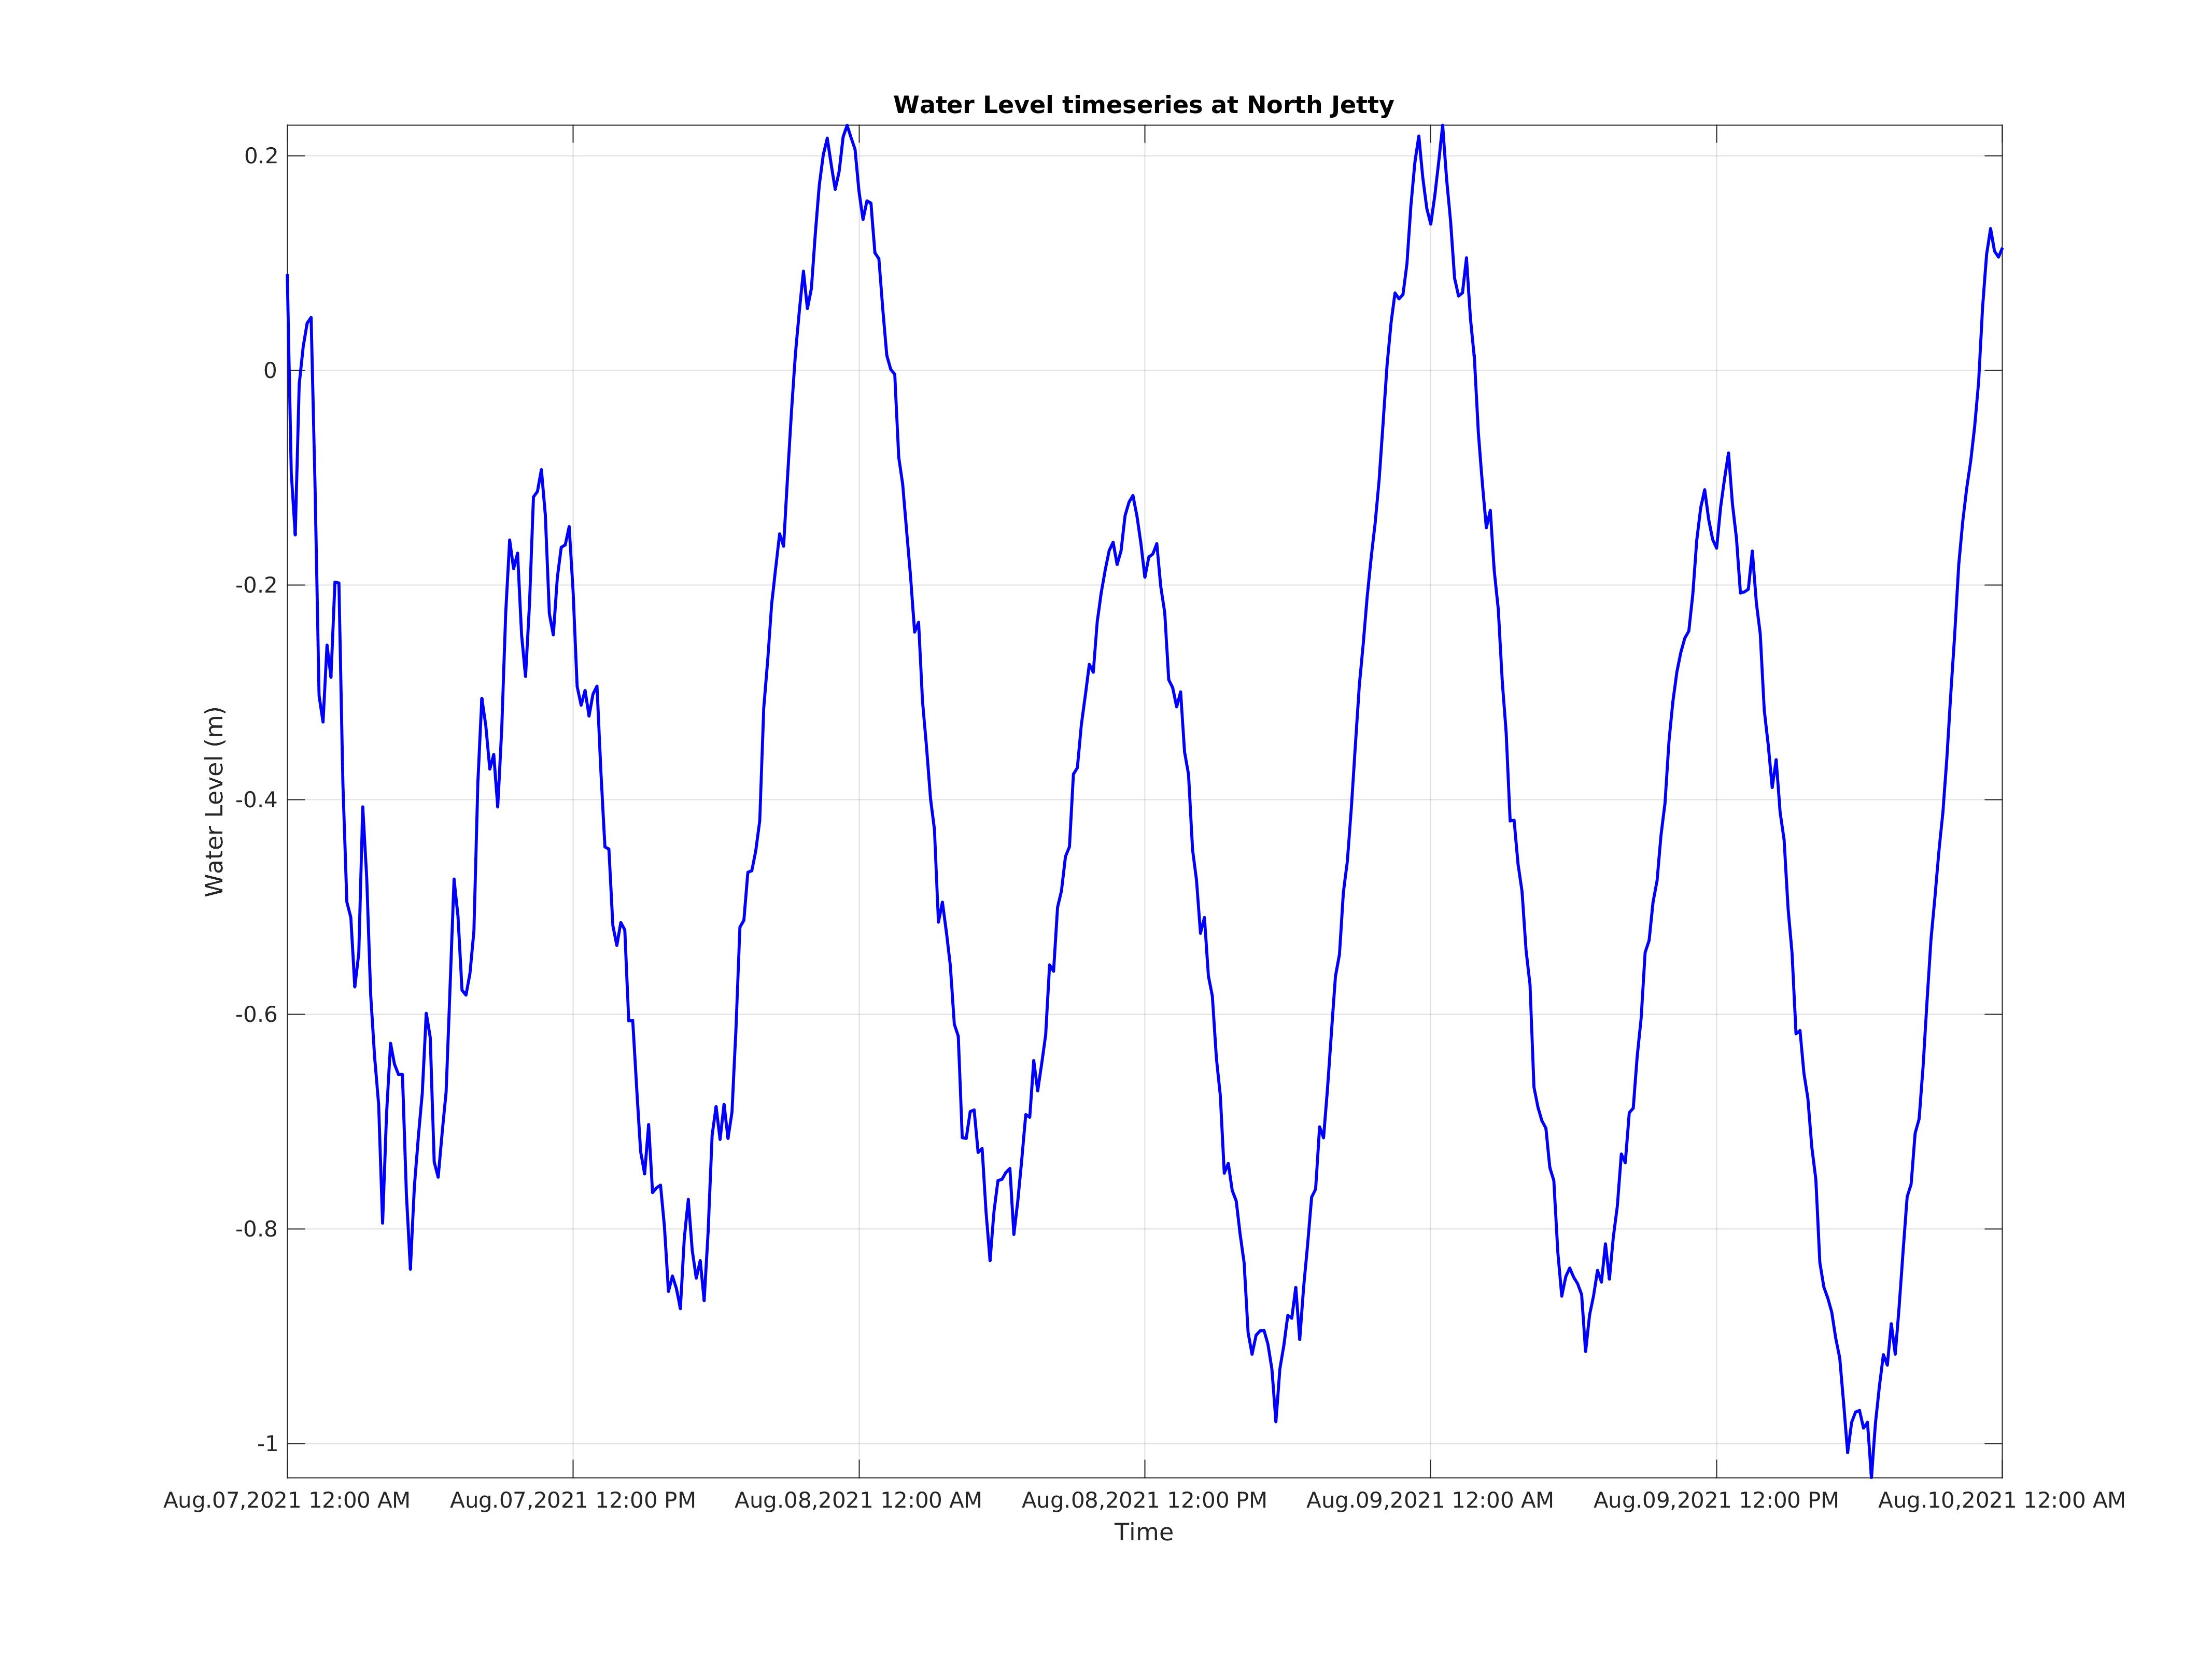 Water Level timeseries at North Jetty
0.2
0
-0.2
-0.4
-0.6
-0.8
-1
Water Level (m)
Aug.07,2021 12:00 AM Aug.07,2021 12:00 PM Aug.08,2021 12:00 AM Aug.08,2021 12:00 PM Aug.09,2021 12:00 AM Aug.09,2021 12:00 PM Aug.10,2021 12:00 AM
Time